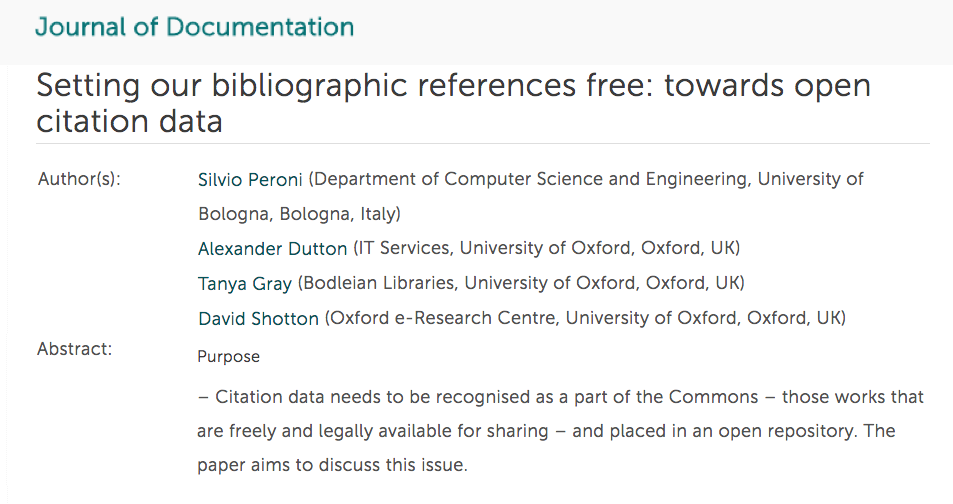 Journal of Documentation
Setting our bibliographic references free: towards open
citation data
Author(s):
Silvio Peroni (Department of Computer Science and Engineering, University of
Bologna, Bologna, Italy)
Alexander Dutton (IT Services, University of Oxford, Oxford, UK)
Tanya Gray (Bodleian Libraries, University of Oxford, Oxford, UK)
David Shotton (Oxford e-Research Centre, University of Oxford, Oxford, UK)
Abstract:
Purpose
– Citation data needs to be recognised as a part of the Commons – those works that
are freely and legally available for sharing – and placed in an open repository. The
paper aims to discuss this issue.